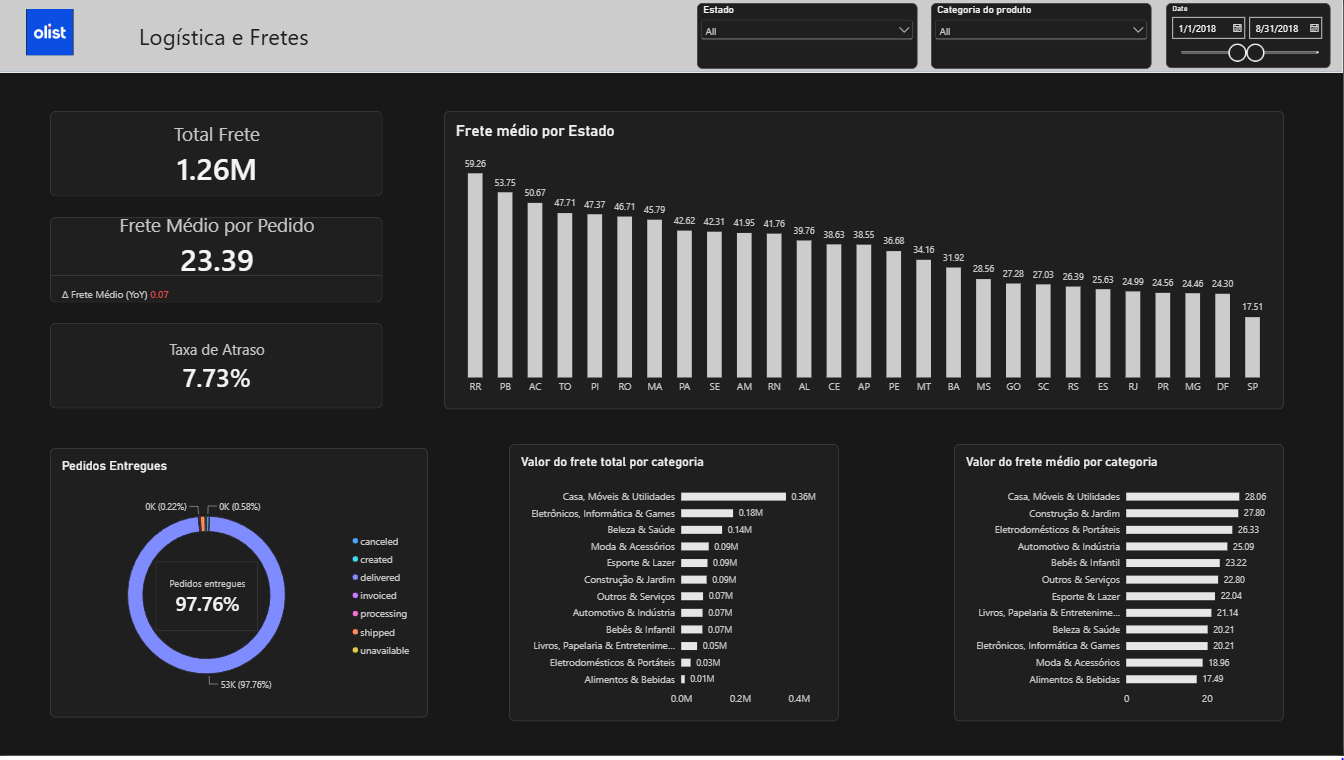 olist
Logística e Fretes
Estado
All
Categoria do produto
All
Date
1/1/2018
8/31/2018
Total Frete
1.26M
Frete Médio por Pedido
23.39
Δ Frete Médio (YoY) 0.07
Taxa de Atraso
7.73%
Frete médio por Estado
59.26 53.75 50.67 47.71 47.37 46.71 45.79 42.62 42.31 41.95 41.76 39.76 38.63 38.55 36.68 34.16 31.92 28.56 27.28 27.03 26.39 25.63 24.99 24.56 24.46 24.30 17.51
RR PB AC TO PI RO MA PA SE AM RN AL CE AP PE MT BA MS GO SC RS ES RJ PR MG DF SP
Pedidos Entregues
0K (0.22%) 0K (0.58%)
Pedidos entregues
97.76%
53K (97.76%)
canceled
created
delivered
invoiced
processing
shipped
unavailable
Valor do frete total por categoria
Casa, Móveis & Utilidades 0.36M
Eletrônicos, Informática & Games 0.18M
Beleza & Saúde 0.14M
Moda & Acessórios 0.09M
Esporte & Lazer 0.09M
Construção & Jardim 0.09M
Outros & Serviços 0.07M
Automotivo & Indústria 0.07M
Bebês & Infantil 0.07M
Livros, Papelaria & Entretenime... 0.05M
Eletrodomésticos & Portáteis 0.03M
Alimentos & Bebidas 0.01M
0.0M 0.2M 0.4M
Valor do frete médio por categoria
Casa, Móveis & Utilidades 28.06
Construção & Jardim 27.80
Eletrodomésticos & Portáteis 26.33
Automotivo & Indústria 25.09
Bebês & Infantil 23.22
Outros & Serviços 22.80
Esporte & Lazer 22.04
Livros, Papelaria & Entretenime... 21.14
Beleza & Saúde 20.21
Eletrônicos, Informática & Games 20.21
Moda & Acessórios 18.96
Alimentos & Bebidas 17.49
0 20